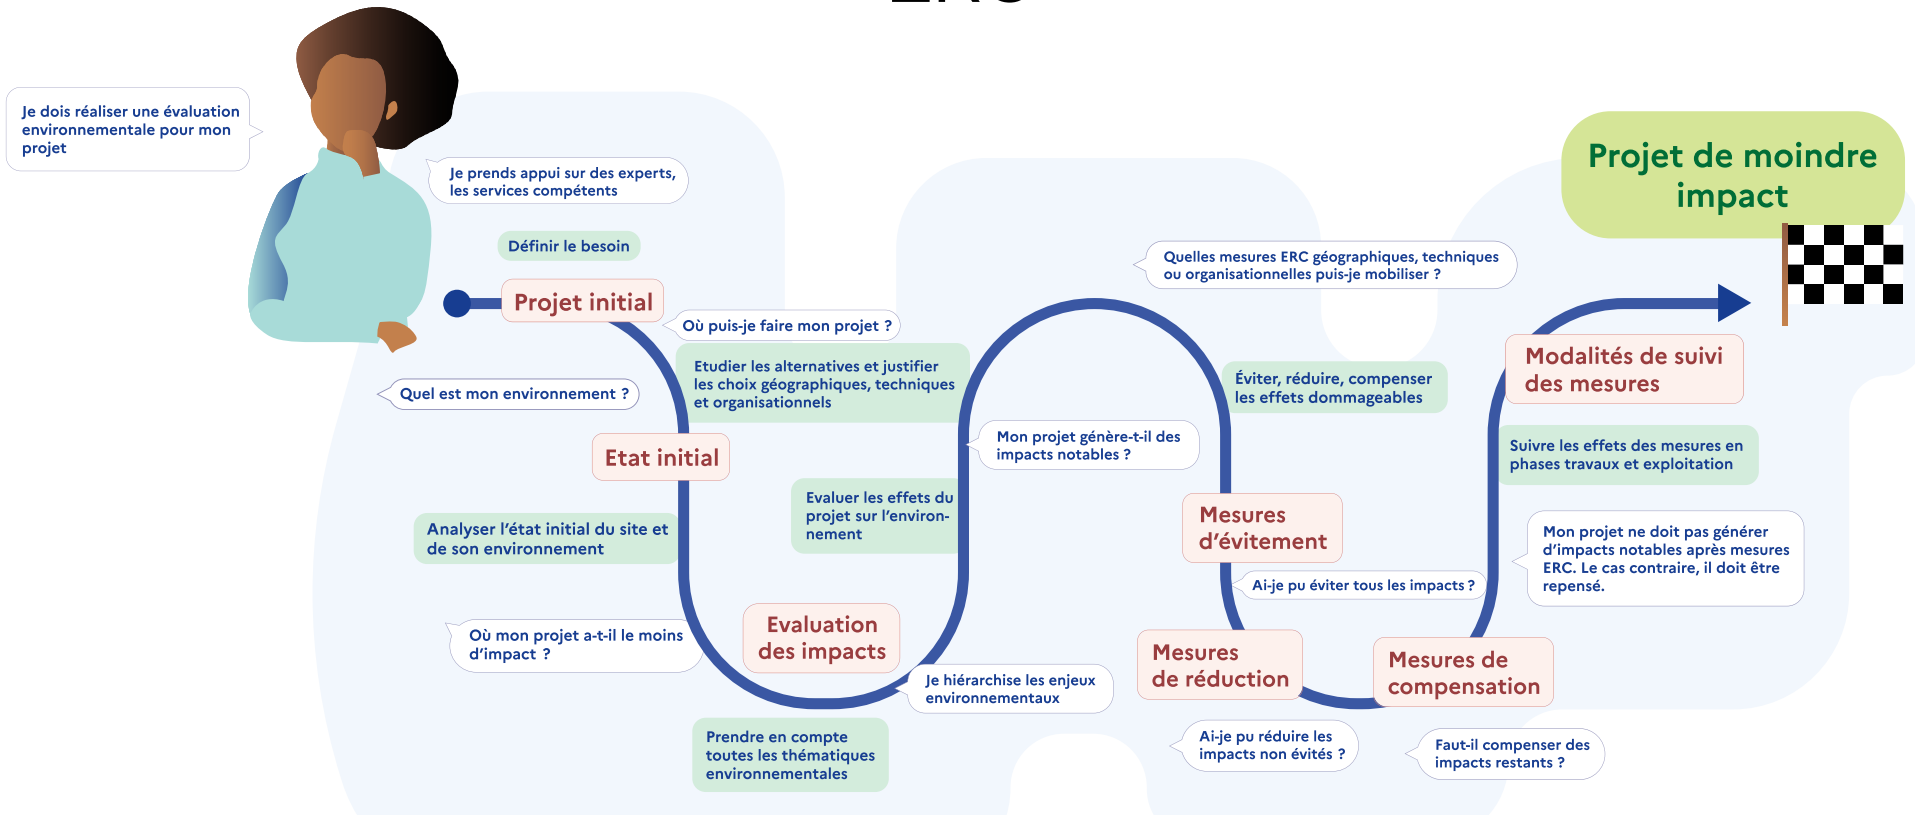 Je dois réaliser une évaluation
environnementale pour mon
projet
Je prends appui sur des experts,
les services compétents
Définir le besoin
Projet initial
Où puis-je faire mon projet ?
Etudier les alternatives et justifier
les choix géographiques, techniques
et organisationnels
Quel est mon environnement ?
Etat initial
Analyser l'état initial du site et
de son environnement
Où mon projet a-t-il le moins
d'impact ?
Evaluation
des impacts
Prendre en compte
toutes les thématiques
environnementales
Je hiérarchise les enjeux
environnementaux
Evaluer les effets du
projet sur l'environ-
nement
Mon projet génère-t-il des
impacts notables ?
Quelles mesures ERC géographiques, techniques
ou organisationnelles puis-je mobiliser ?
Éviter, réduire, compenser
les effets dommageables
Mesures
d'évitement
Ai-je pu éviter tous les impacts ?
Mesures
de réduction
Ai-je pu réduire les
impacts non évités ?
Mesures de
compensation
Faut-il compenser des
impacts restants ?
Mon projet ne doit pas générer
d'impacts notables après mesures
ERC. Le cas contraire, il doit être
repensé.
Suivre les effets des mesures en
phases travaux et exploitation
Modalités de suivi
des mesures
Projet de moindre
impact